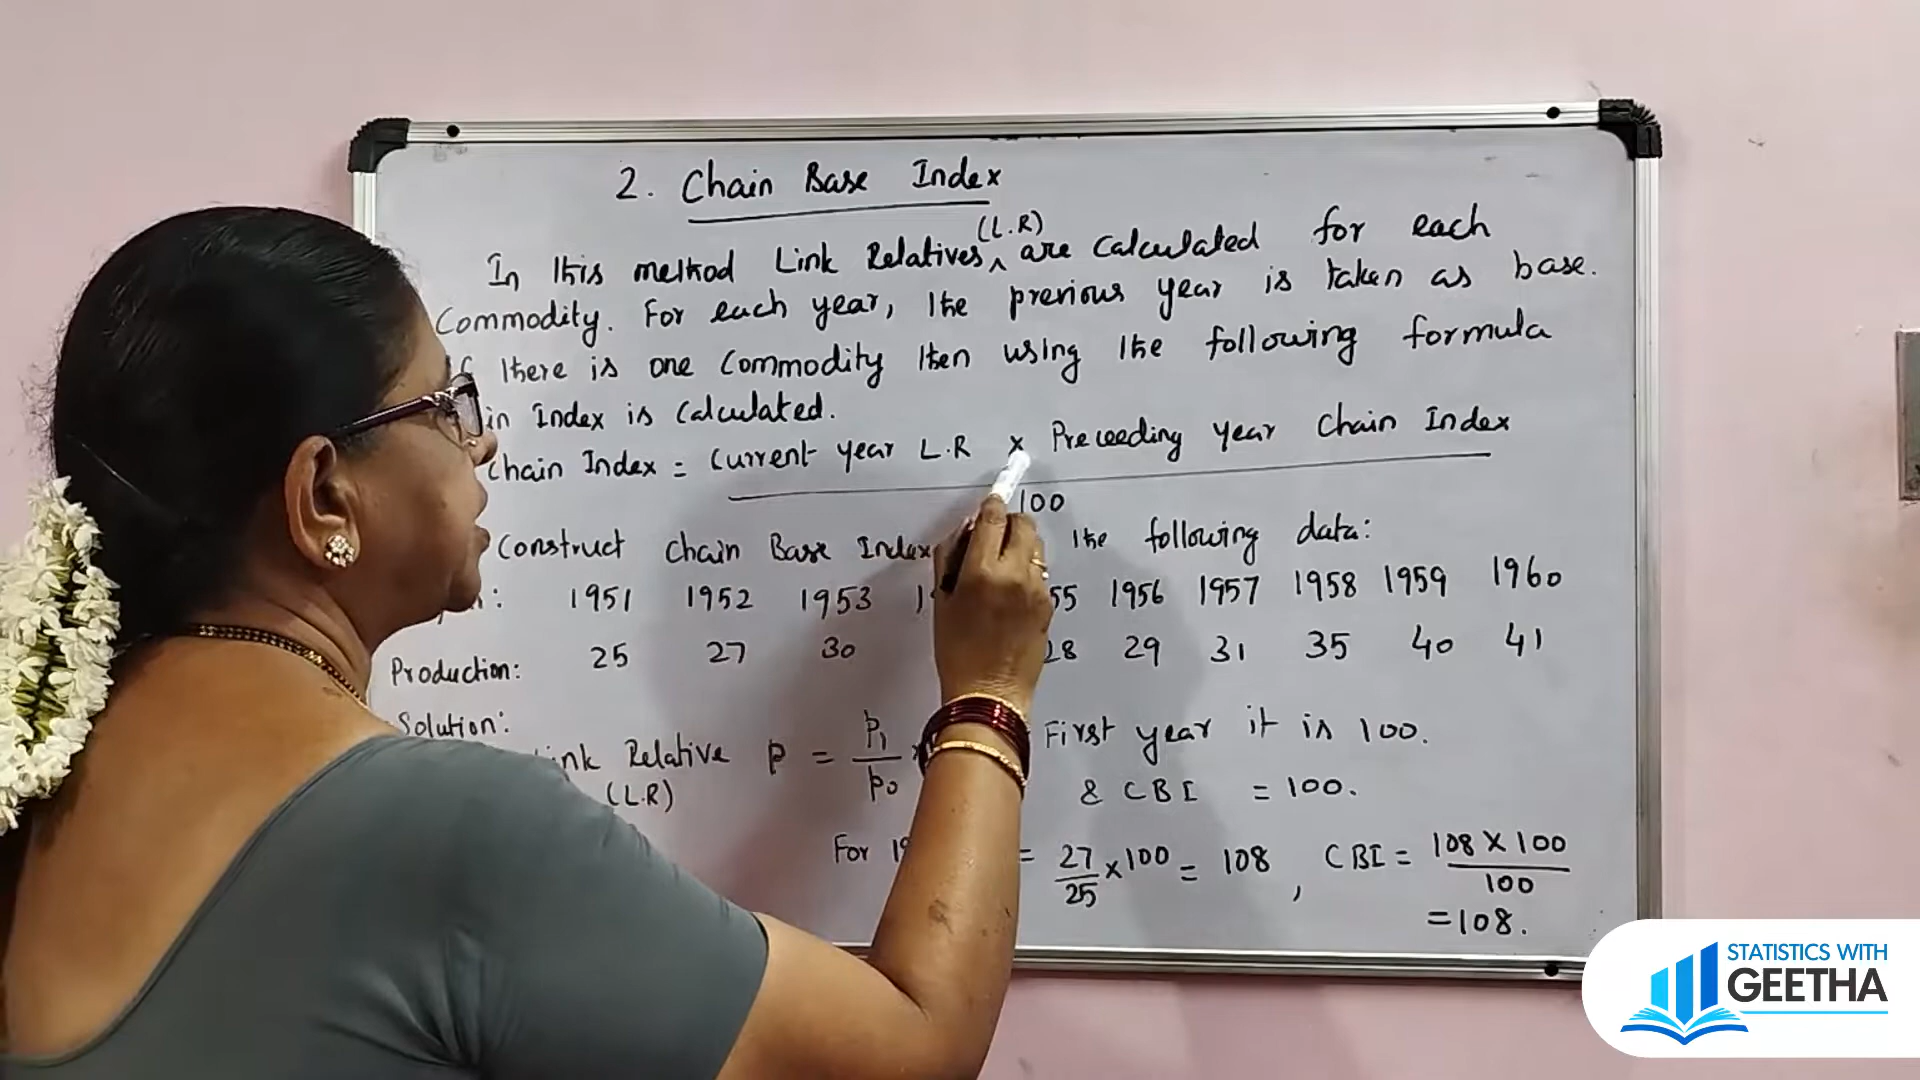 2. Chain Base Index
(L.R)
In this method Link Relatives ^ are calculated for each
Commodity. For each year, the previous year is taken as base.
If there is one Commodity then using the following formula
in Index is Calculated.
Chain Index = Current year L.R × Preceeding year Chain Index
100
Construct Chain Base Index the following data:
: 1951 1952 1953 55 1956 1957 1958 1959 1960
Production: 25 27 30 28 29 31 35 40 41
Solution:
ink Relative P = P1/P0 × First year it is 100.
(L.R) & CBI = 100.
For 19 = 27/25 × 100 = 108, CBI = 108 × 100 / 100
= 108.
STATISTICS WITH
GEETHA